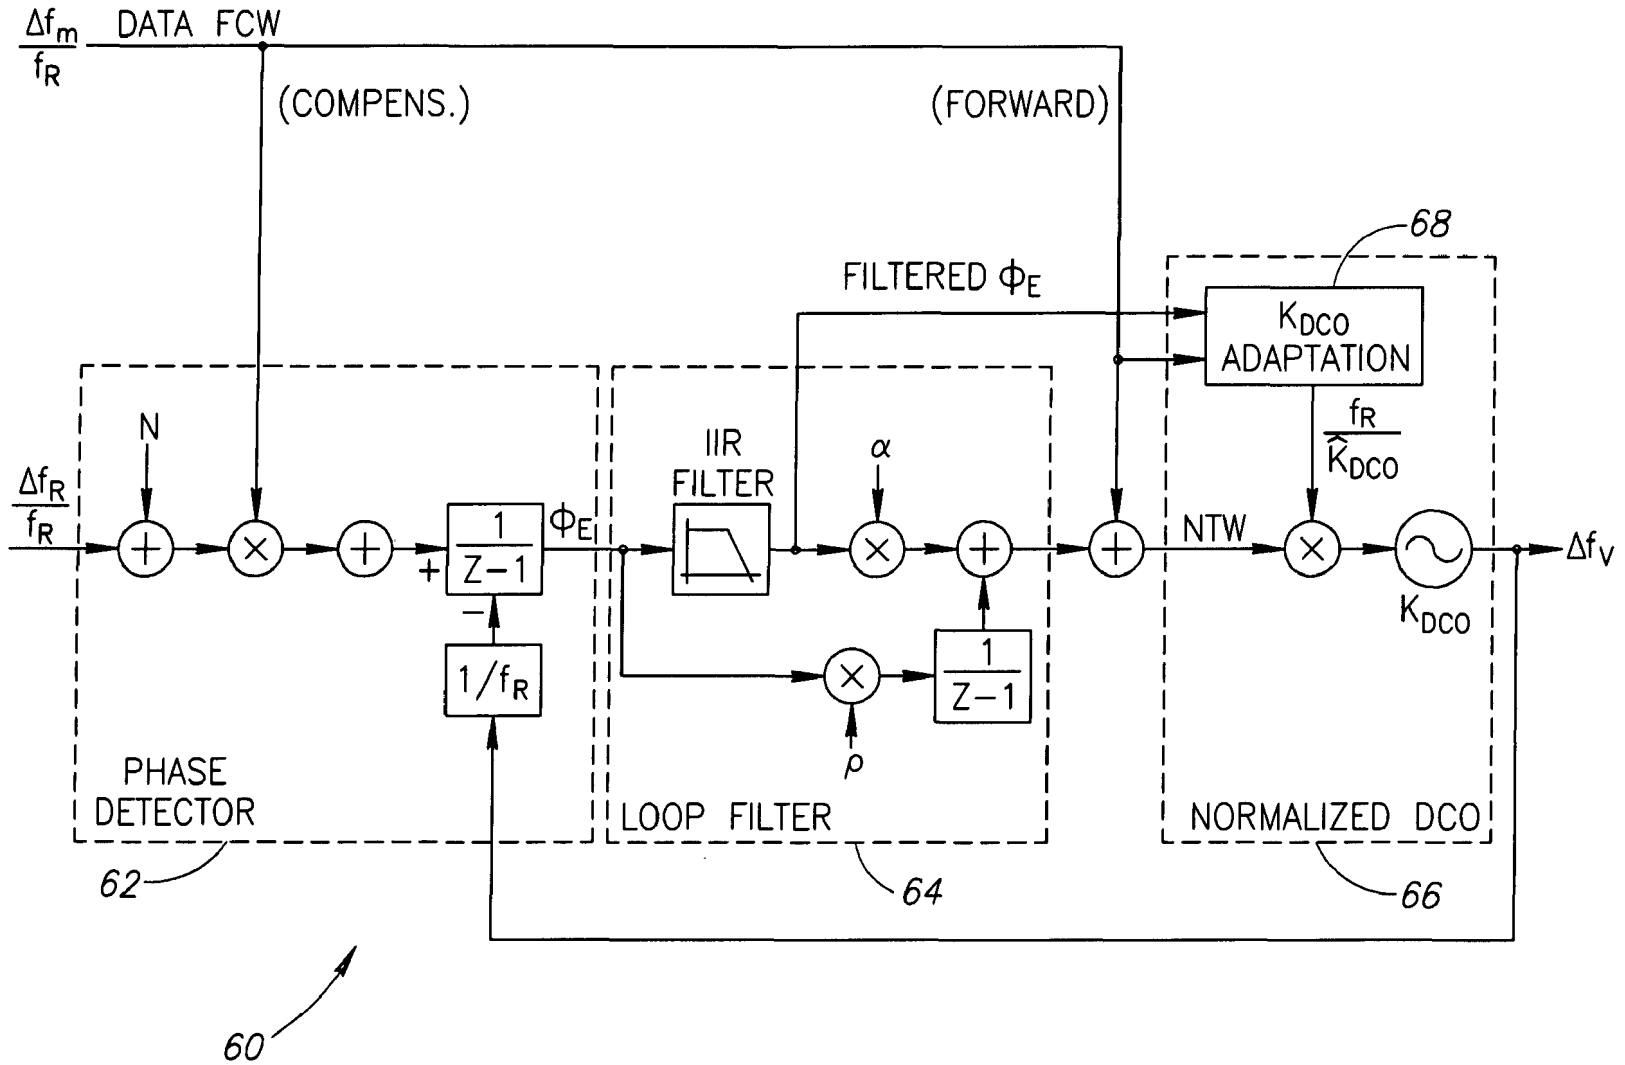 Δfm DATA FCW
fR
(COMPENS.) (FORWARD)
68
FILTERED ϕE
KDCO
ADAPTATION
N
IIR
FILTER
α
fR
K̂DCO
ΔfR
fR
+
×
+
+
1
Z−1
ϕE
×
+
+
NTW
×
Δfv
KDCO
−
1/fR
×
1
Z−1
ρ
PHASE
DETECTOR
LOOP FILTER
NORMALIZED DCO
62
64
66
60